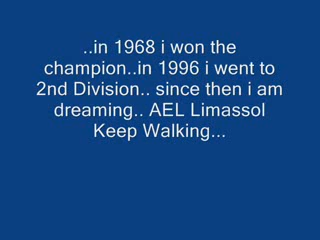 ..in 1968 i won the
champion..in 1996 i went to
2nd Division.. since then i am
dreaming.. AEL Limassol
Keep Walking...